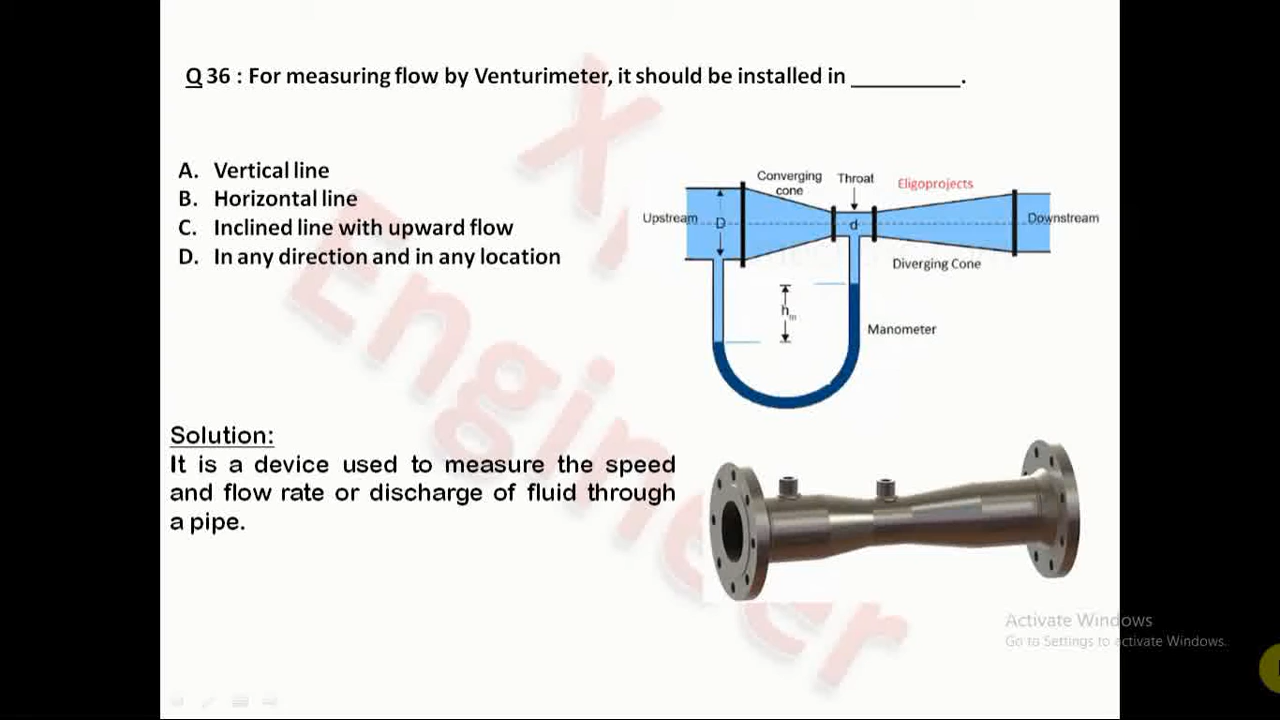 Q 36 : For measuring flow by Venturimeter, it should be installed in _________.
A. Vertical line
B. Horizontal line
C. Inclined line with upward flow
D. In any direction and in any location
Converging
cone
Throat
Eligoprojects
Upstream
D
d
Downstream
Diverging Cone
hm
Manometer
Solution:
It is a device used to measure the speed
and flow rate or discharge of fluid through
a pipe.
X
Engineer
Activate Windows
Go to Settings to activate Windows.